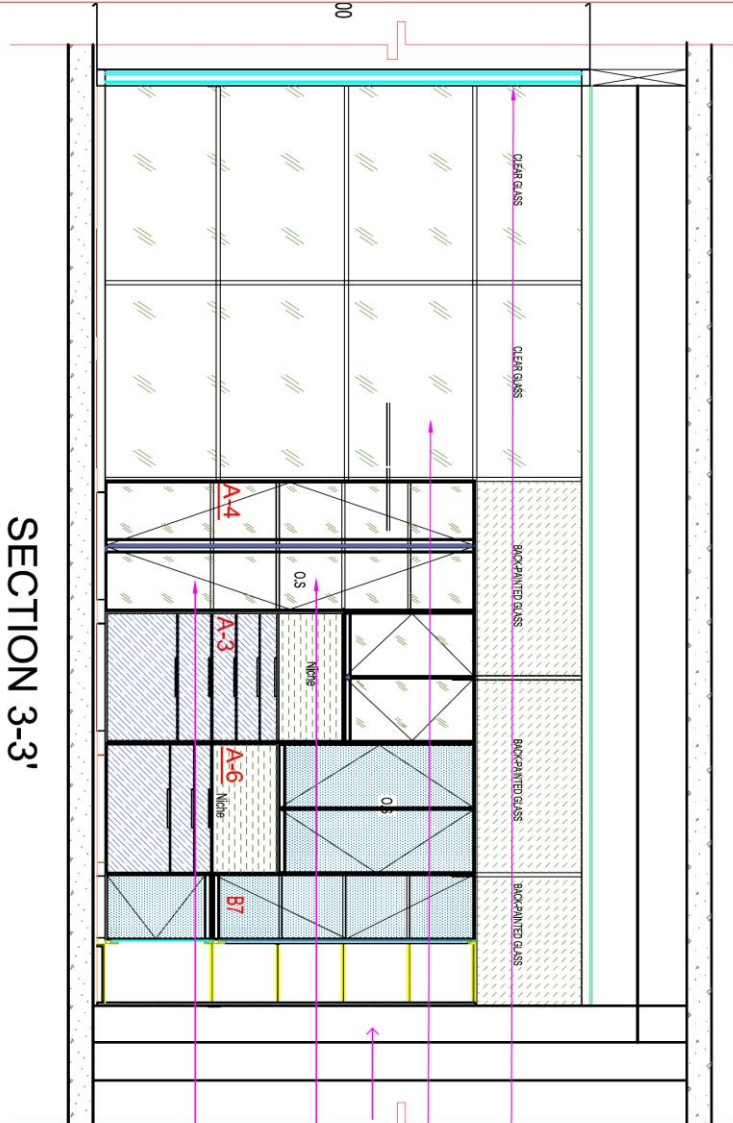 CLEAR GLASS
CLEAR GLASS
BACK-PAINTED GLASS
BACK-PAINTED GLASS
BACK-PAINTED GLASS
00
A-4
O.S
A-3
Niche
A-6
Niche
O.S
B7
SECTION 3-3'